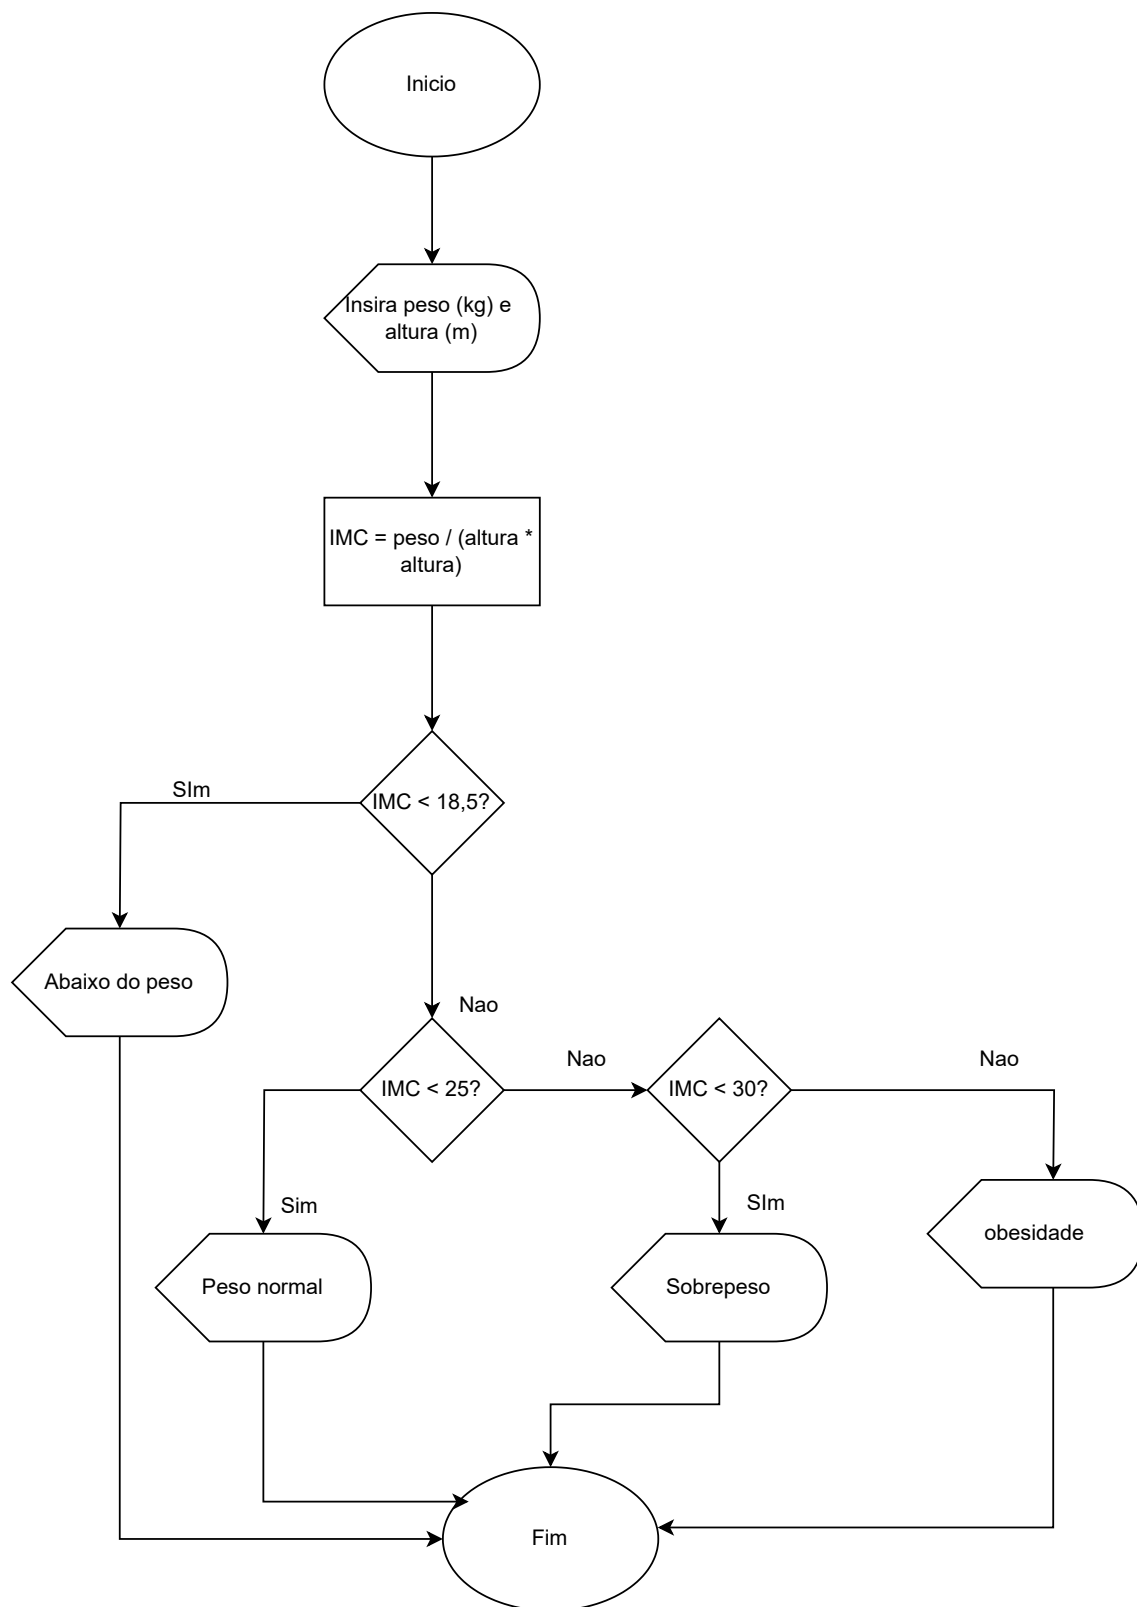 Inicio
Insira peso (kg) e
altura (m)
IMC = peso / (altura *
altura)
IMC < 18,5?
SIm
Abaixo do peso
Nao
IMC < 25?
Nao
IMC < 30?
Nao
Sim
Peso normal
SIm
Sobrepeso
obesidade
Fim